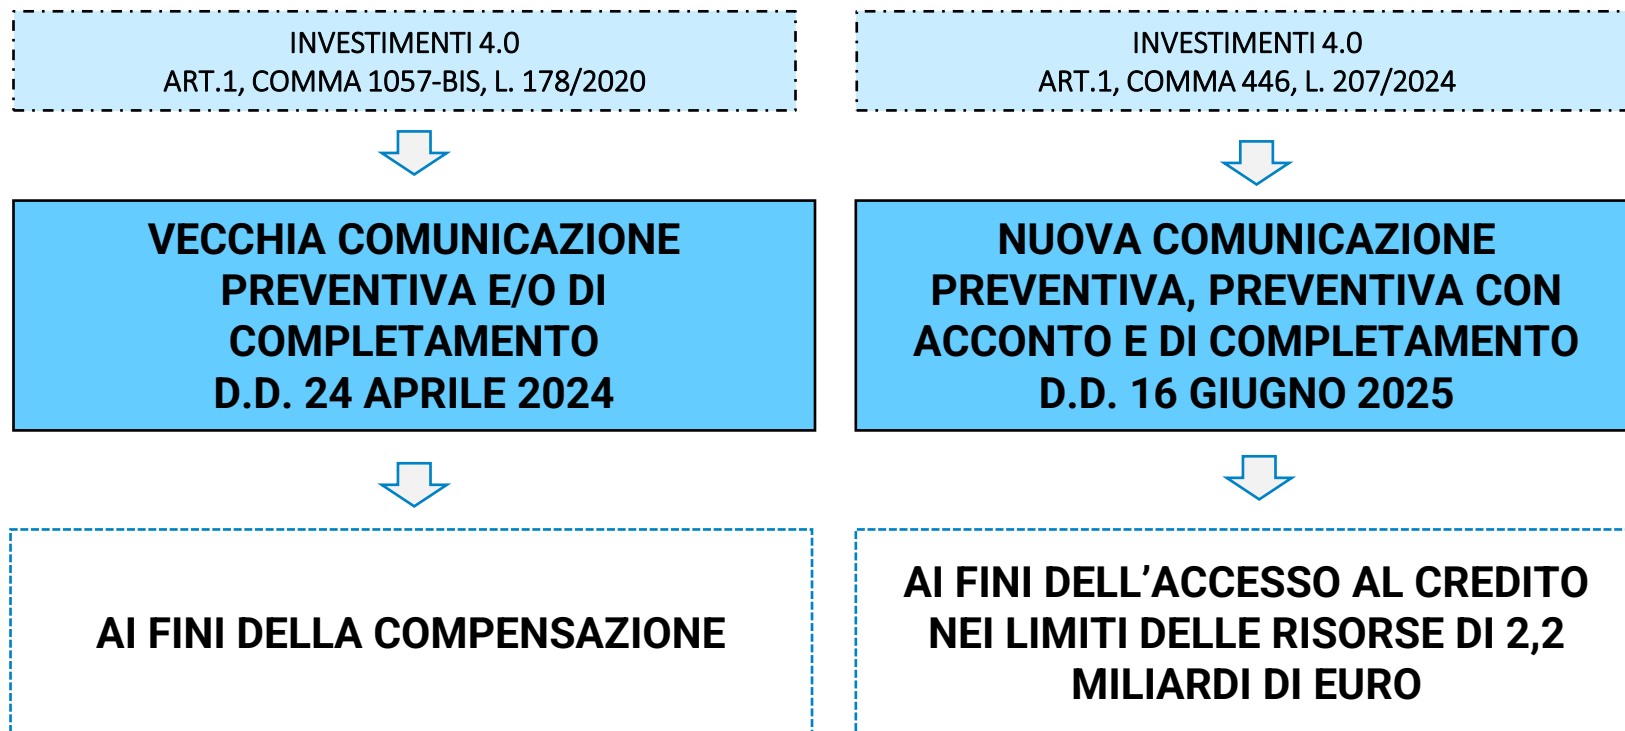 INVESTIMENTI 4.0
ART.1, COMMA 1057-BIS, L. 178/2020
VECCHIA COMUNICAZIONE
PREVENTIVA E/O DI
COMPLETAMENTO
D.D. 24 APRILE 2024
AI FINI DELLA COMPENSAZIONE
INVESTIMENTI 4.0
ART.1, COMMA 446, L. 207/2024
NUOVA COMUNICAZIONE
PREVENTIVA, PREVENTIVA CON
ACCONTO E DI COMPLETAMENTO
D.D. 16 GIUGNO 2025
AI FINI DELL’ACCESSO AL CREDITO
NEI LIMITI DELLE RISORSE DI 2,2
MILIARDI DI EURO